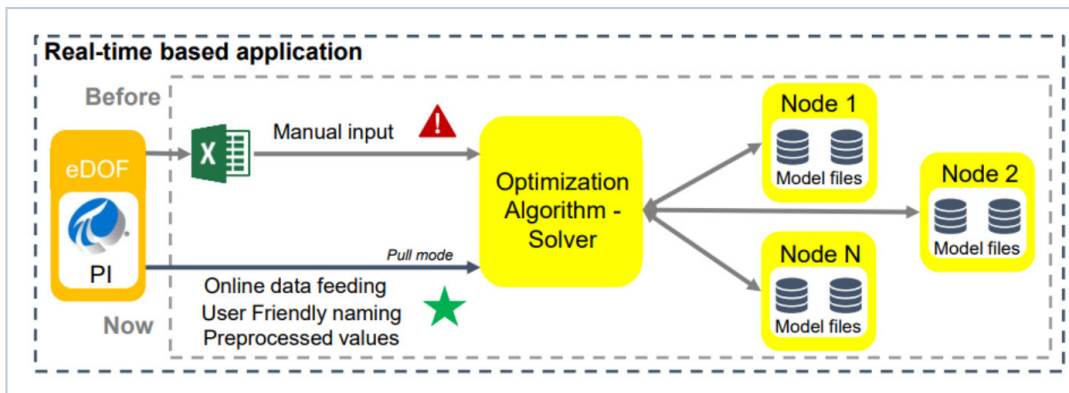 Real-time based application
Before
eDOF
PI
Now
X
Manual input
!
Pull mode
Online data feeding
User Friendly naming
Preprocessed values
Optimization
Algorithm -
Solver
Node 1
Model files
Node 2
Model files
Node N
Model files